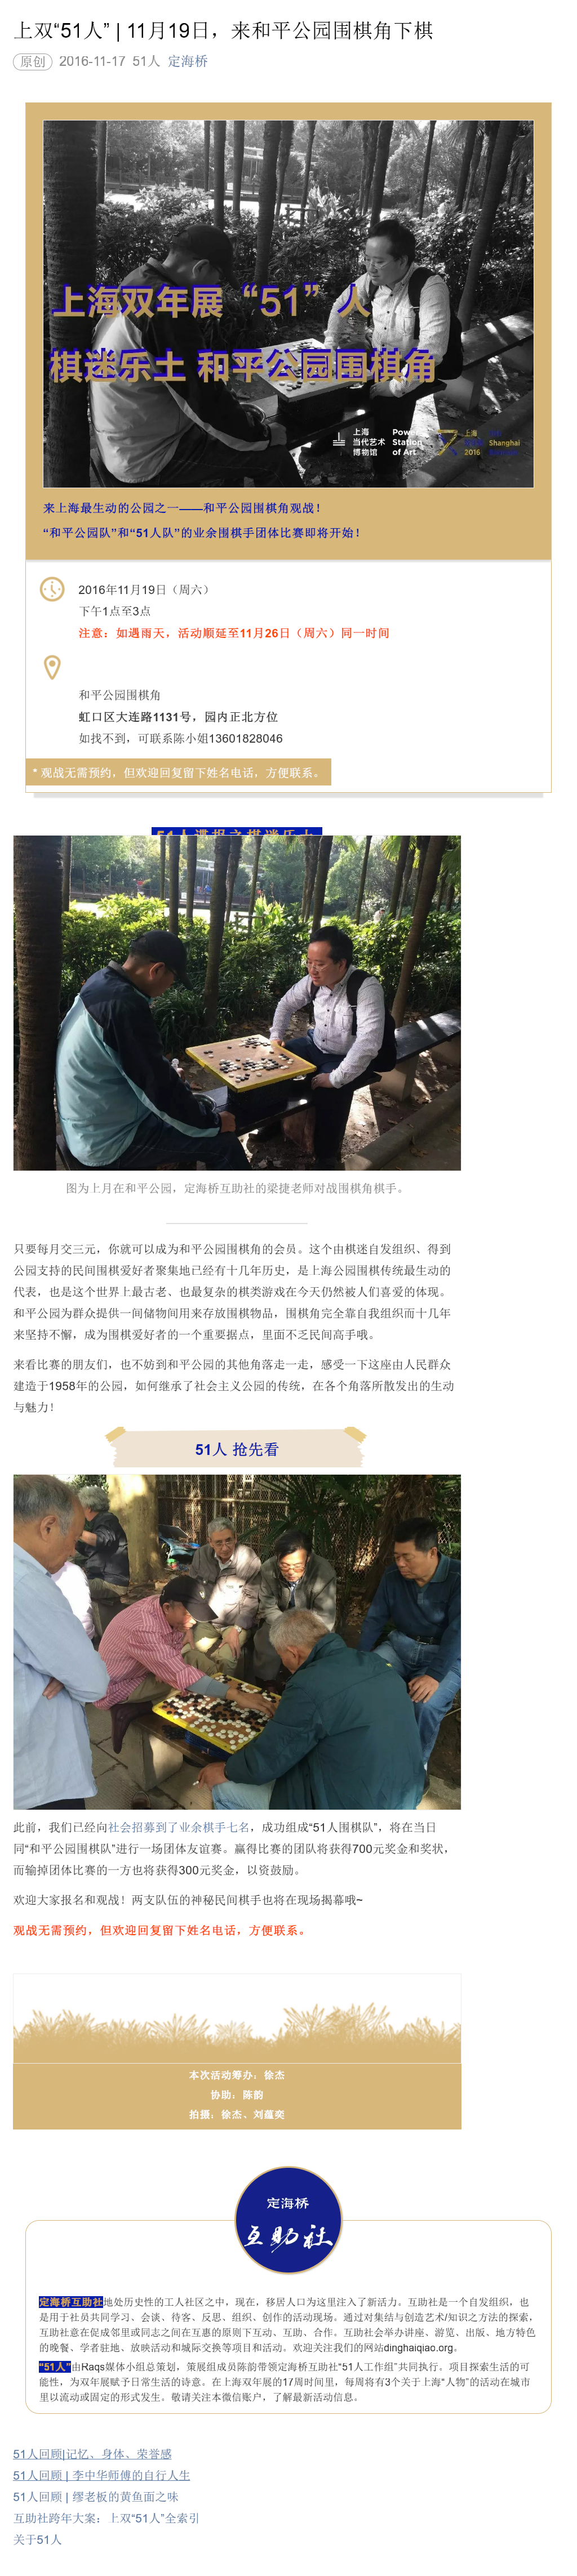 上双“51人” | 11月19日，来和平公园围棋角下棋
原创 2016-11-17 51人 定海桥
上海双年展 “51” 人
棋迷乐土 和平公园围棋角
上海
当代艺术
博物馆
Power
Station
of Art
上海
2016
Shanghai
来上海最生动的公园之一——和平公园围棋角观战！
“和平公园队”和“51人队”的业余围棋手团体比赛即将开始！
2016年11月19日（周六）
下午1点至3点
注意：如遇雨天，活动顺延至11月26日（周六）同一时间
和平公园围棋角
虹口区大连路1131号，园内正北方位
如找不到，可联系陈小姐13601828046
* 观战无需预约，但欢迎回复留下姓名电话，方便联系。
图为上月在和平公园，定海桥互助社的梁捷老师对战围棋角棋手。
只要每月交三元，你就可以成为和平公园围棋角的会员。这个由棋迷自发组织、得到
公园支持的民间围棋爱好者聚集地已经有十几年历史，是上海公园围棋传统最生动的
代表，也是这个世界上最古老、也最复杂的棋类游戏在今天仍然被人们喜爱的体现。
和平公园为群众提供一间储物间用来存放围棋物品，围棋角完全靠自我组织而十几年
来坚持不懈，成为围棋爱好者的一个重要据点，里面不乏民间高手哦。
来看比赛的朋友们，也不妨到和平公园的其他角落走一走，感受一下这座由人民群众
建造于1958年的公园，如何继承了社会主义公园的传统，在各个角落所散发出的生动
与魅力！
51人 抢先看
此前，我们已经向社会招募到了业余棋手七名，成功组成“51人围棋队”，将在当日
同“和平公园围棋队”进行一场团体友谊赛。赢得比赛的团队将获得700元奖金和奖状，
而输掉团体比赛的一方也将获得300元奖金，以资鼓励。
欢迎大家报名和观战！两支队伍的神秘民间棋手也将在现场揭幕哦~
观战无需预约，但欢迎回复留下姓名电话，方便联系。
本次活动筹办：徐杰
协助：陈韵
拍摄：徐杰、刘蕴奕
定海桥
互助社
定海桥互助社地处历史性的工人社区之中，现在，移居人口为这里注入了新活力。互助社是一个自发组织，也
是用于社员共同学习、会谈、待客、反思、组织、创作的活动现场。通过对集结与创造艺术/知识之方法的探索，
互助社意在促成邻里或同志之间在互惠的原则下互动、互助、合作。互助社会举办讲座、游览、出版、地方特色
的晚餐、学者驻地、放映活动和城际交换等项目和活动。欢迎关注我们的网站dinghaiqiao.org。
“51人”由Raqs媒体小组总策划，策展组成员陈韵带领定海桥互助社“51人工作组”共同执行。项目探索生活的可
能性，为双年展赋予日常生活的诗意。在上海双年展的17周时间里，每周将有3个关于上海“人物”的活动在城市
里以流动或固定的形式发生。敬请关注本微信账户，了解最新活动信息。
51人回顾|记忆、身体、荣誉感
51人回顾 | 李中华师傅的自行人生
51人回顾 | 缪老板的黄鱼面之味
互助社跨年大案：上双“51人”全索引
关于51人